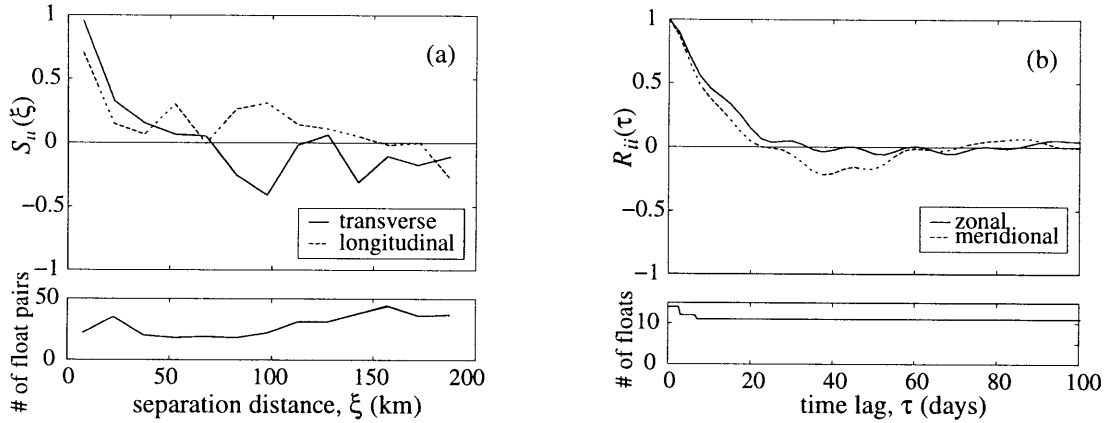 1
0.5
0
−0.5
−1
S_ii(ξ)
(a)
transverse
longitudinal
50
0
# of float pairs
0
50
100
150
200
separation distance, ξ (km)
1
0.5
0
−0.5
−1
R_ii(τ)
(b)
zonal
meridional
10
0
# of floats
0
20
40
60
80
100
time lag, τ (days)